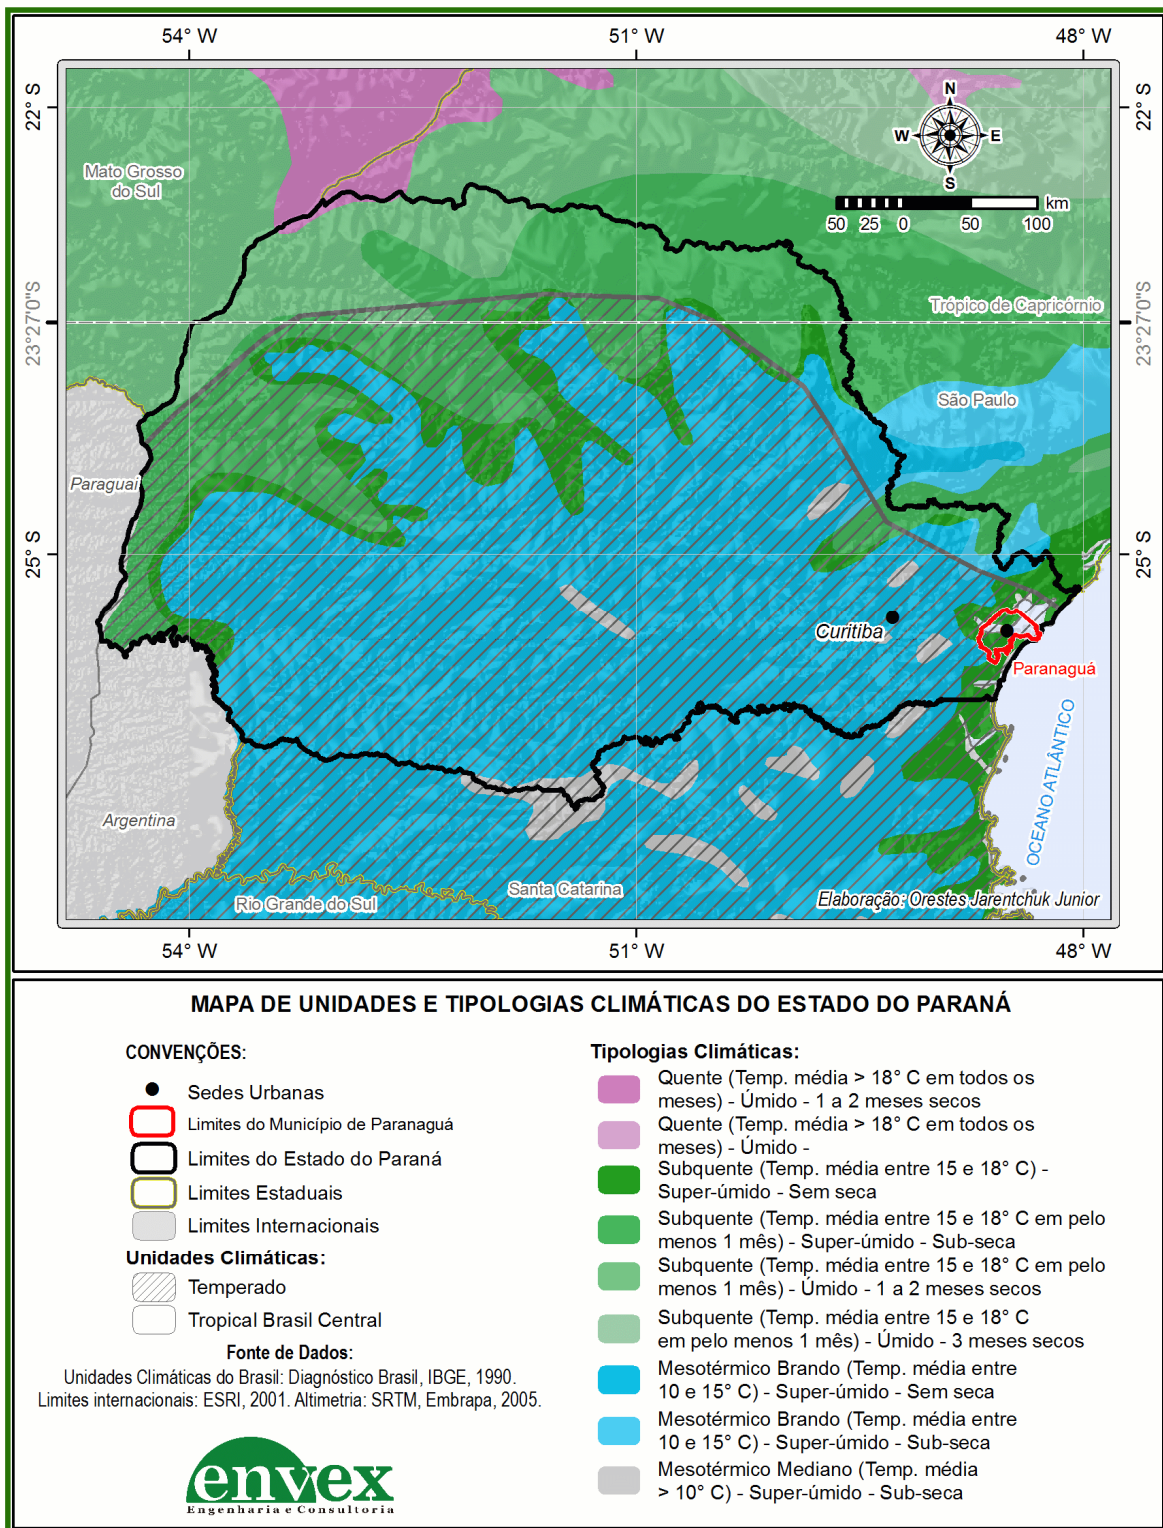 54° W
51° W
48° W
22° S
22° S
N
W
E
S
Mato Grosso
do Sul
km
50 25 0 50 100
Trópico de Capricórnio
23°27'0"S
23°27'0"S
São Paulo
Paraguai
25° S
25° S
Curitiba
Paranaguá
OCEANO ATLÂNTICO
Argentina
Santa Catarina
Rio Grande do Sul
Elaboração: Orestes Jarentchuk Junior
54° W
51° W
48° W
MAPA DE UNIDADES E TIPOLOGIAS CLIMÁTICAS DO ESTADO DO PARANÁ
CONVENÇÕES:
Sedes Urbanas
Limites do Município de Paranaguá
Limites do Estado do Paraná
Limites Estaduais
Limites Internacionais
Unidades Climáticas:
Temperado
Tropical Brasil Central
Fonte de Dados:
Unidades Climáticas do Brasil: Diagnóstico Brasil, IBGE, 1990.
Limites internacionais: ESRI, 2001. Altimetria: SRTM, Embrapa, 2005.
envex
Engenharia e Consultoria
Tipologias Climáticas:
Quente (Temp. média > 18° C em todos os
meses) - Úmido - 1 a 2 meses secos
Quente (Temp. média > 18° C em todos os
meses) - Úmido -
Subquente (Temp. média entre 15 e 18° C) -
Super-úmido - Sem seca
Subquente (Temp. média entre 15 e 18° C em pelo
menos 1 mês) - Super-úmido - Sub-seca
Subquente (Temp. média entre 15 e 18° C em pelo
menos 1 mês) - Úmido - 1 a 2 meses secos
Subquente (Temp. média entre 15 e 18° C
em pelo menos 1 mês) - Úmido - 3 meses secos
Mesotérmico Brando (Temp. média entre
10 e 15° C) - Super-úmido - Sem seca
Mesotérmico Brando (Temp. média entre
10 e 15° C) - Super-úmido - Sub-seca
Mesotérmico Mediano (Temp. média
> 10° C) - Super-úmido - Sub-seca